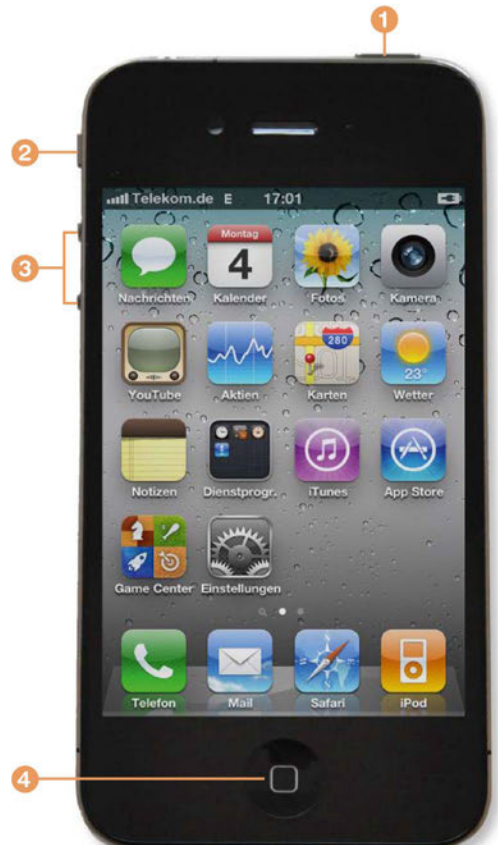 1
2
3
4
Telekom.de E 17:01
Montag
4
280
23°
Nachrichten Kalender Fotos Kamera
YouTube Aktien Karten Wetter
Notizen Dienstprogr. iTunes App Store
Game Center Einstellungen
Telefon Mail Safari iPod